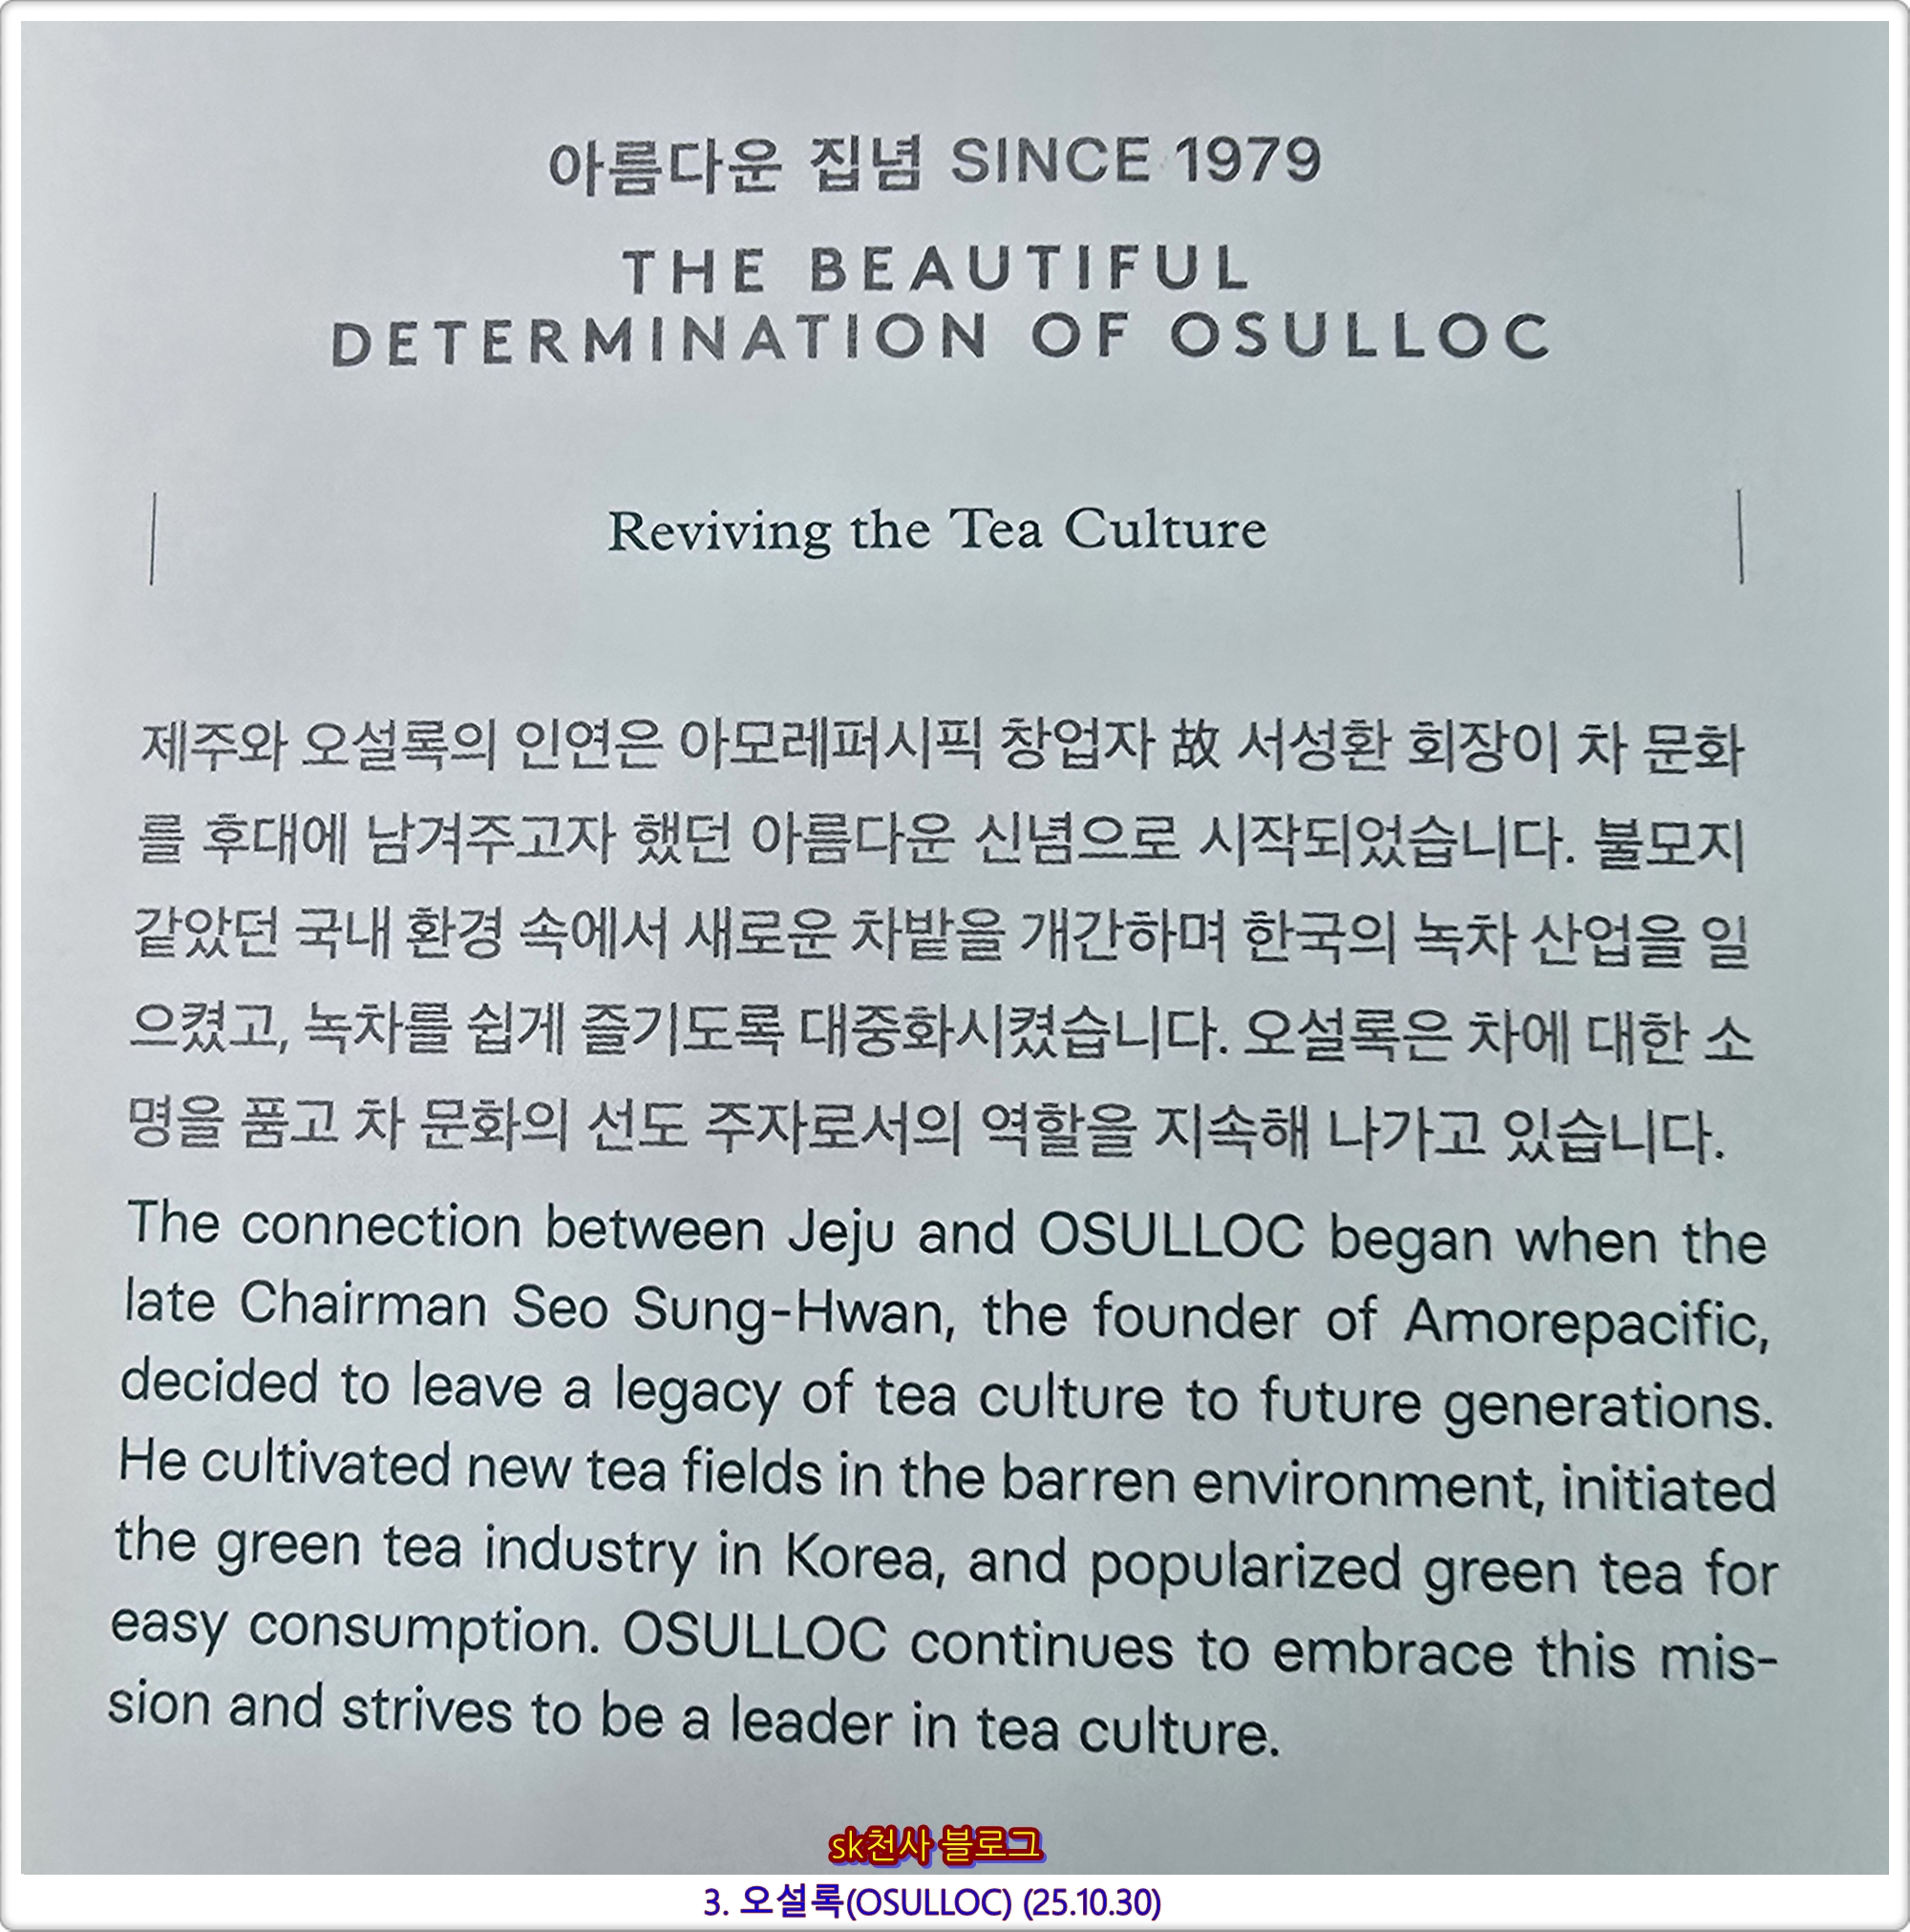 아름다운 집념 SINCE 1979
THE BEAUTIFUL
DETERMINATION OF OSULLOC
Reviving the Tea Culture
제주와 오설록의 인연은 아모레퍼시픽 창업자 故 서성환 회장이 차 문화
를 후대에 남겨주고자 했던 아름다운 신념으로 시작되었습니다. 불모지
같았던 국내 환경 속에서 새로운 차밭을 개간하며 한국의 녹차 산업을 일
으켰고, 녹차를 쉽게 즐기도록 대중화시켰습니다. 오설록은 차에 대한 소
명을 품고 차 문화의 선도 주자로서의 역할을 지속해 나가고 있습니다.
The connection between Jeju and OSULLOC began when the
late Chairman Seo Sung-Hwan, the founder of Amorepacific,
decided to leave a legacy of tea culture to future generations.
He cultivated new tea fields in the barren environment, initiated
the green tea industry in Korea, and popularized green tea for
easy consumption. OSULLOC continues to embrace this mis-
sion and strives to be a leader in tea culture.
sk천사 블로그
3. 오설록(OSULLOC) (25.10.30)